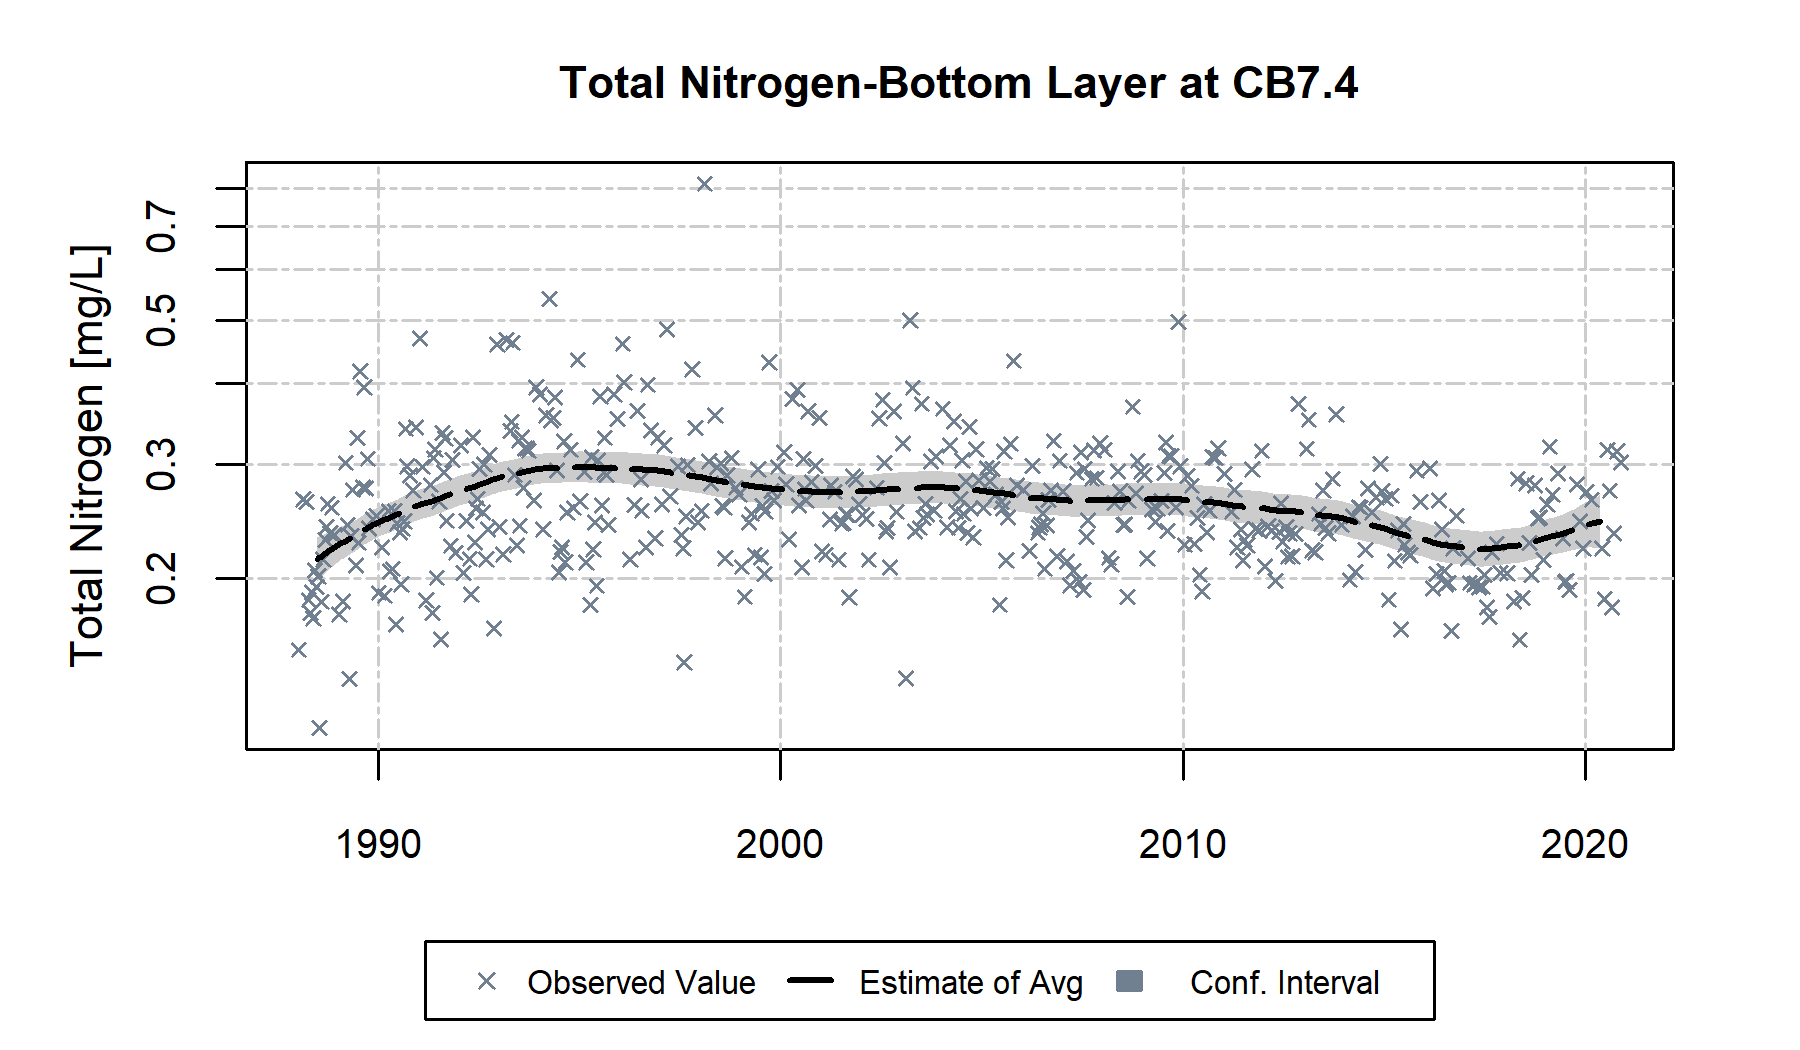 Total Nitrogen-Bottom Layer at CB7.4
Total Nitrogen [mg/L]
0.7
0.5
0.3
0.2
1990 2000 2010 2020
Observed Value Estimate of Avg Conf. Interval